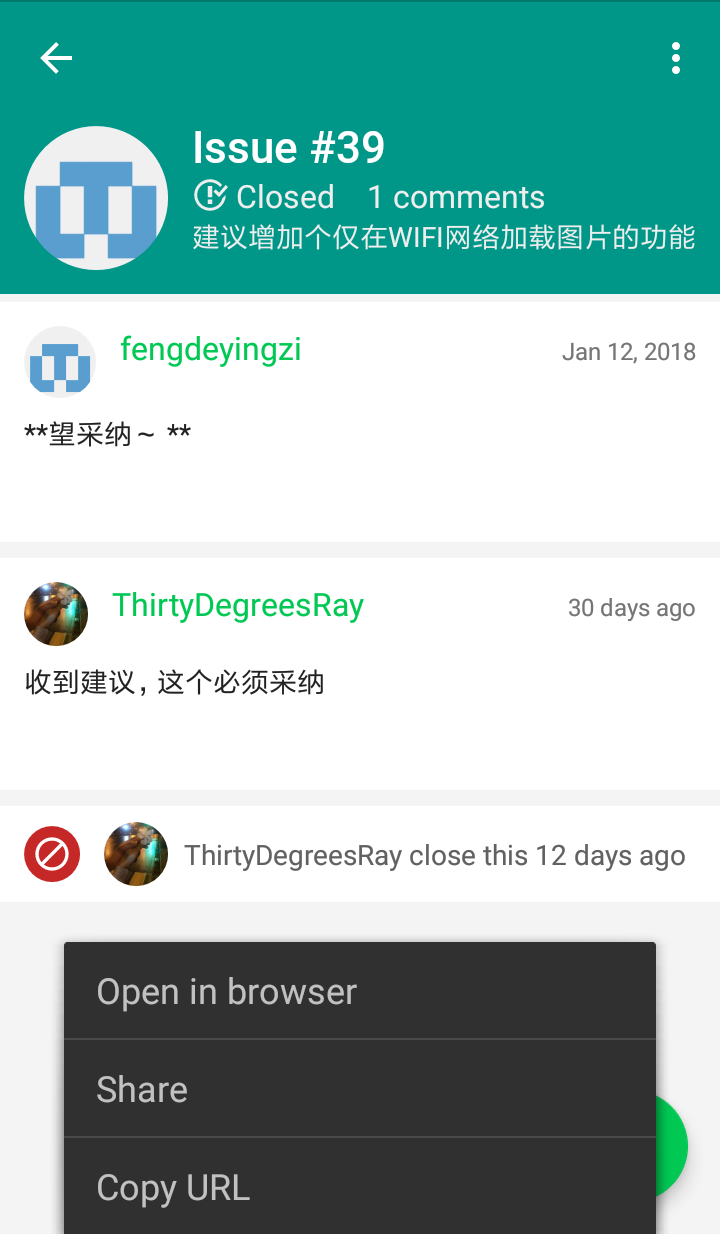 Issue #39
Closed 1 comments
建议增加个仅在WIFI网络加载图片的功能
fengdeyingzi Jan 12, 2018
**望采纳～ **
ThirtyDegreesRay 30 days ago
收到建议，这个必须采纳
ThirtyDegreesRay close this 12 days ago
Open in browser
Share
Copy URL